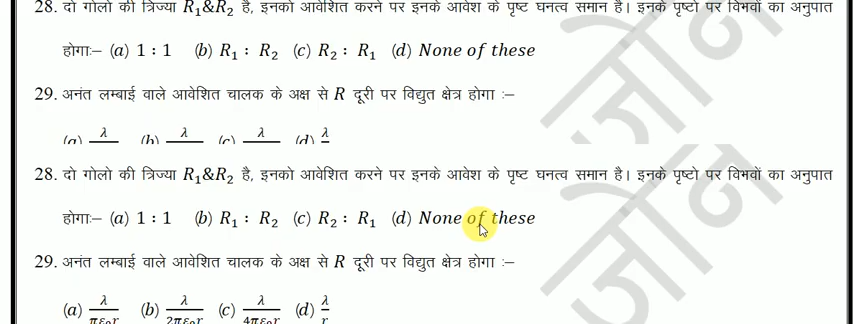 28. दो गोलो की त्रिज्या R₁&R₂ है, इनको आवेशित करने पर इनके आवेश के पृष्ट घनत्व समान है। इनके पृष्टो पर विभवों का अनुपात
होगाः– (a) 1 : 1 (b) R₁ : R₂ (c) R₂ : R₁ (d) None of these
29. अनंत लम्बाई वाले आवेशित चालक के अक्ष से R दूरी पर विद्युत क्षेत्र होगा :–
(a) λ (b) λ (c) λ (d) λ
28. दो गोलो की त्रिज्या R₁&R₂ है, इनको आवेशित करने पर इनके आवेश के पृष्ट घनत्व समान है। इनके पृष्टो पर विभवों का अनुपात
होगाः– (a) 1 : 1 (b) R₁ : R₂ (c) R₂ : R₁ (d) None of these
29. अनंत लम्बाई वाले आवेशित चालक के अक्ष से R दूरी पर विद्युत क्षेत्र होगा :–
(a) λ/πε₀r (b) λ/2πε₀r (c) λ/4πε₀r (d) λ/r
जोन
जोन